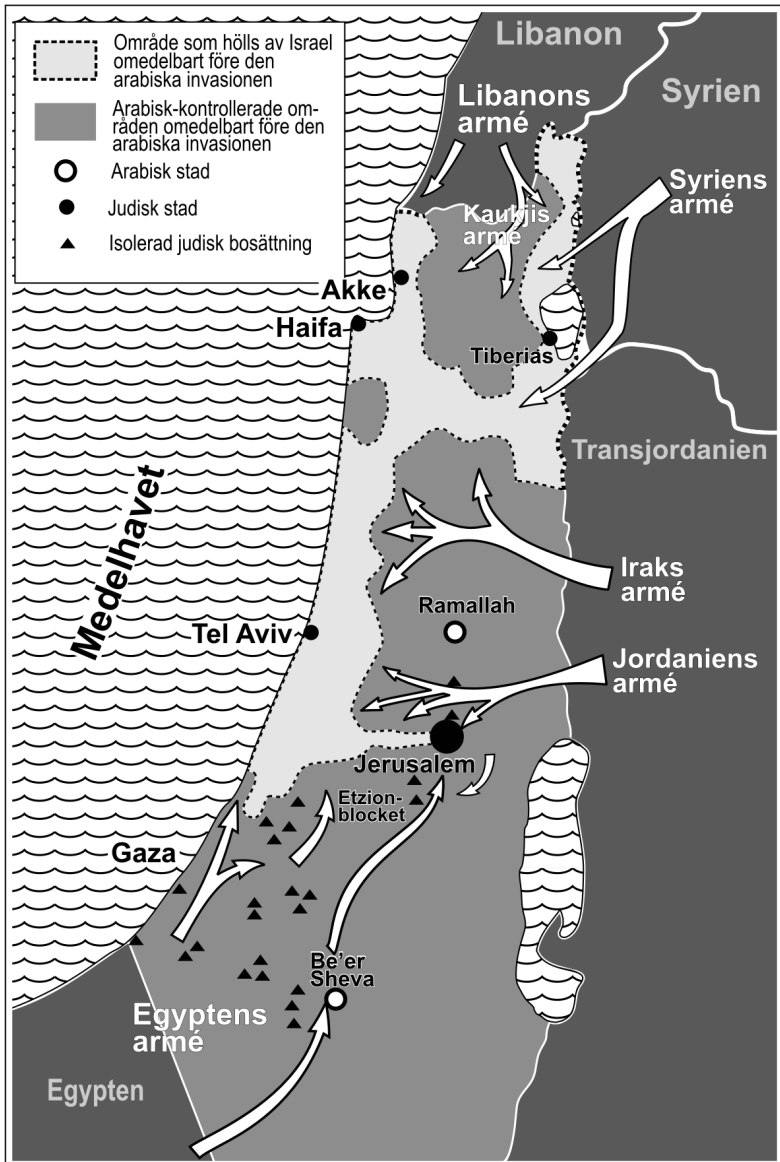 Område som hölls av Israel
omedelbart före den
arabiska invasionen
Arabisk-kontrollerade om-
råden omedelbart före den
arabiska invasionen
Arabisk stad
Judisk stad
Isolerad judisk bosättning
Libanon
Syrien
Libanons
armé
Syriens
armé
Kaukjis
armé
Akke
Haifa
Tiberias
Transjordanien
Medelhavet
Iraks
armé
Ramallah
Tel Aviv
Jordaniens
armé
Jerusalem
Etzion-
blocket
Gaza
Be'er
Sheva
Egyptens
armé
Egypten